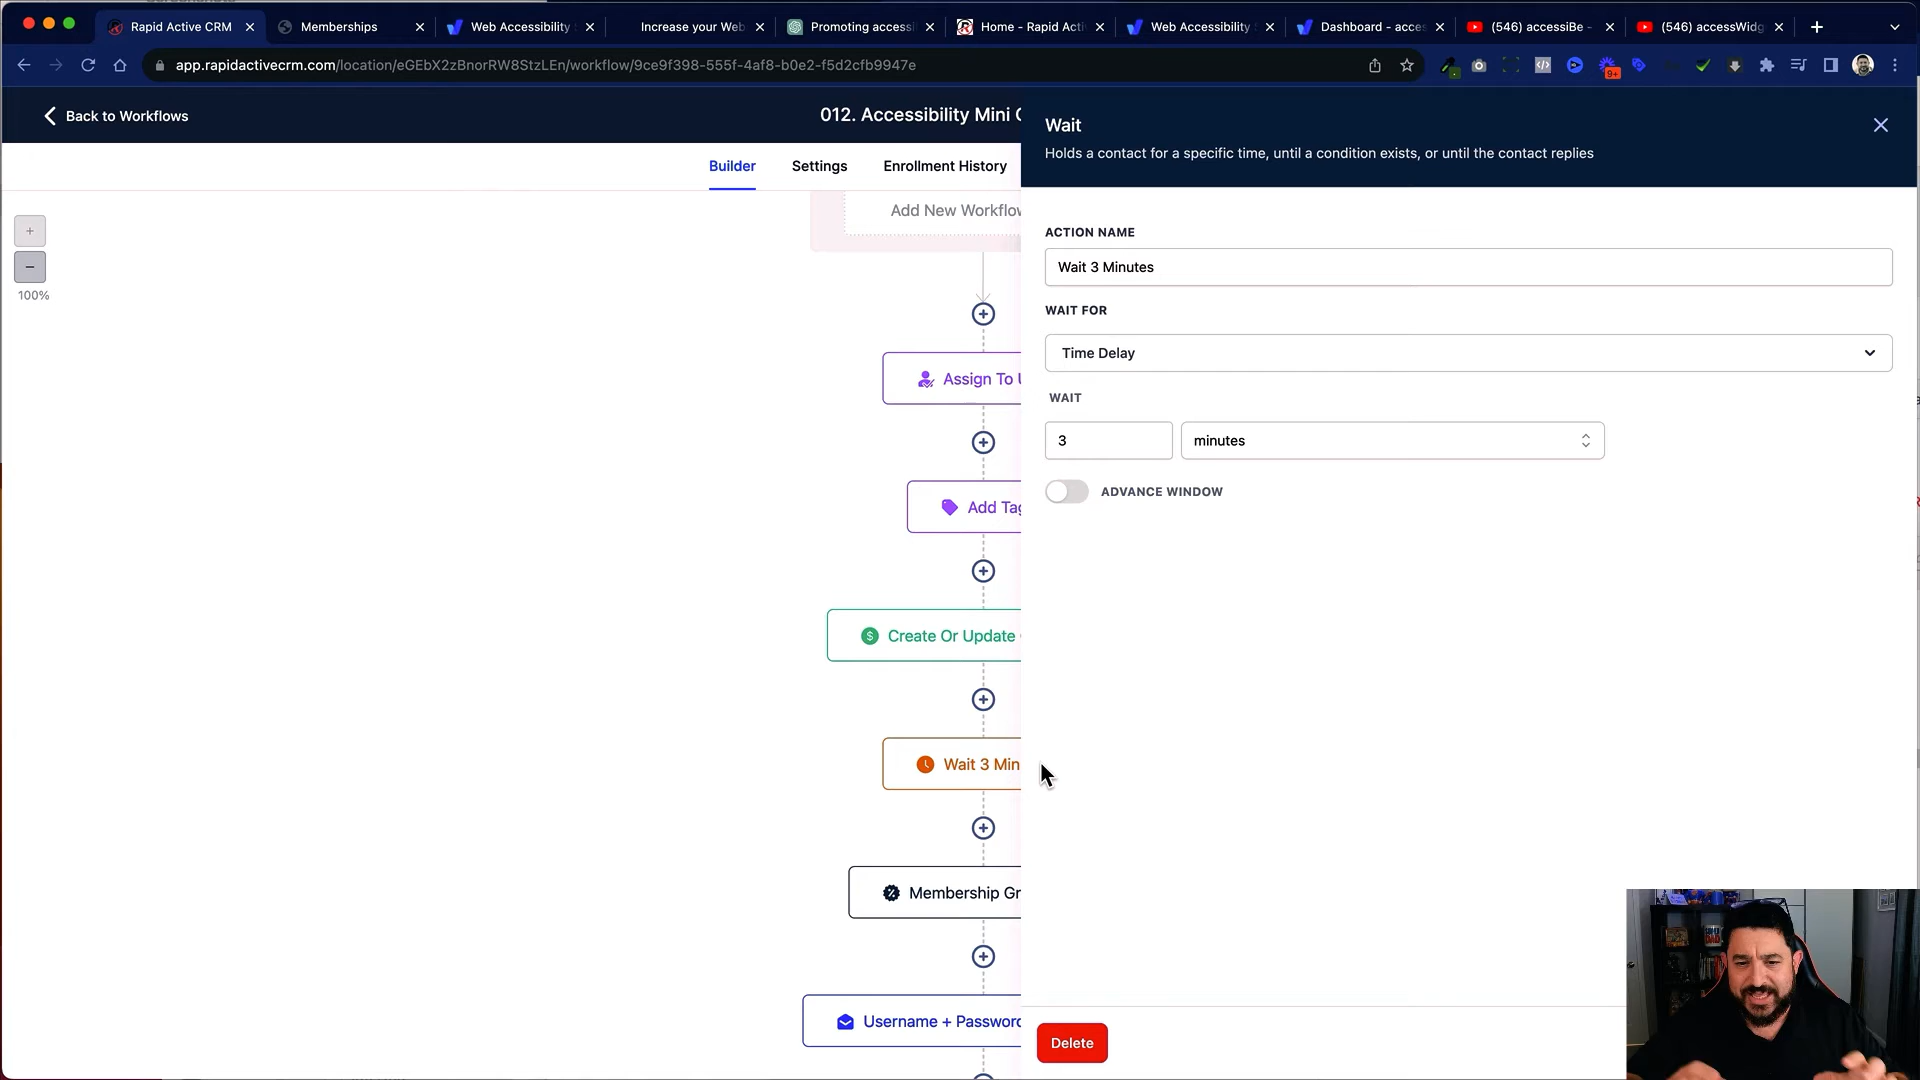 Rapid Active CRM
Memberships
Web Accessibility
Increase your Web
Promoting accessi
Home - Rapid Acti
Web Accessibility
Dashboard - acces
(546) accessiBe -
(546) accessWidg
app.rapidactivecrm.com/location/eGEbX2zBnorRW8StzLEn/workflow/9ce9f398-555f-4af8-b0e2-f5d2cfb9947e
9+
Back to Workflows
012. Accessibility Mini C
Builder
Settings
Enrollment History
100%
Add New Workflow
Assign To U
Add Tag
Create Or Update
Wait 3 Min
Membership Gr
Username + Password
Wait
Holds a contact for a specific time, until a condition exists, or until the contact replies
ACTION NAME
Wait 3 Minutes
WAIT FOR
Time Delay
WAIT
3
minutes
ADVANCE WINDOW
Delete